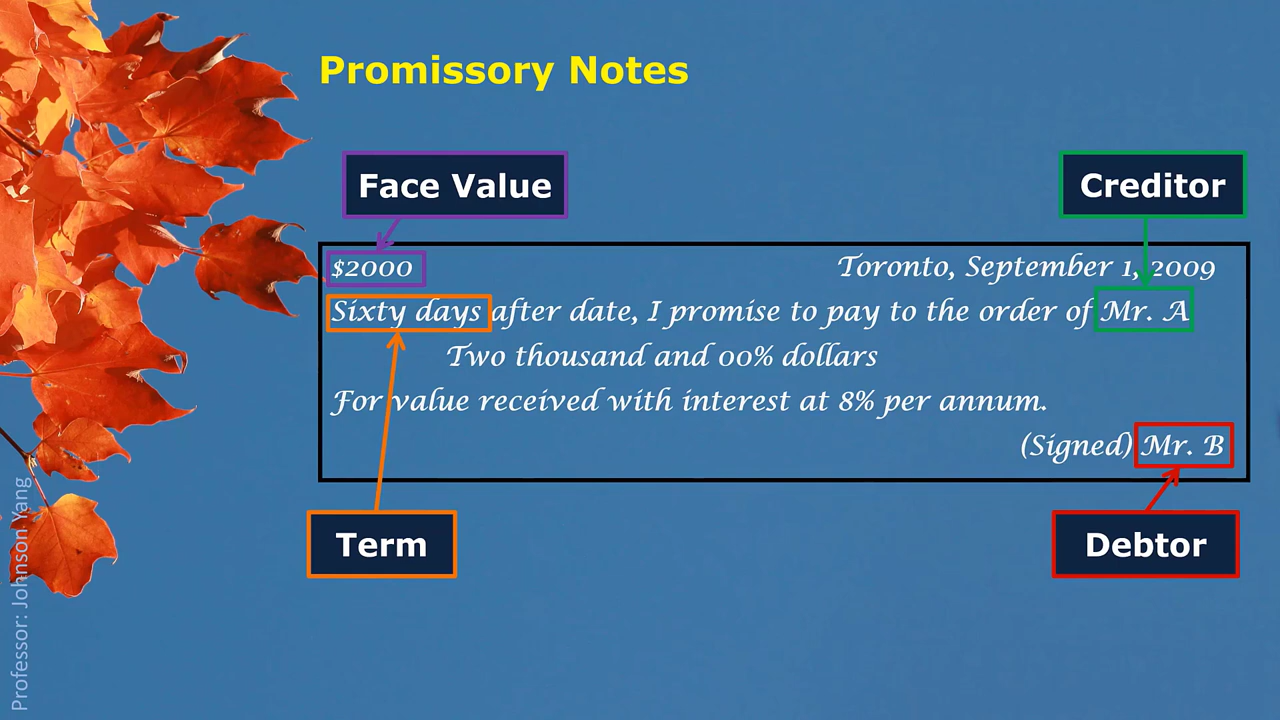 Promissory Notes
Face Value
Creditor
$2000 Toronto, September 1, 2009
Sixty days after date, I promise to pay to the order of Mr. A
Two thousand and 00% dollars
For value received with interest at 8% per annum.
(Signed) Mr. B
Term
Debtor
Professor: Johnson Yang